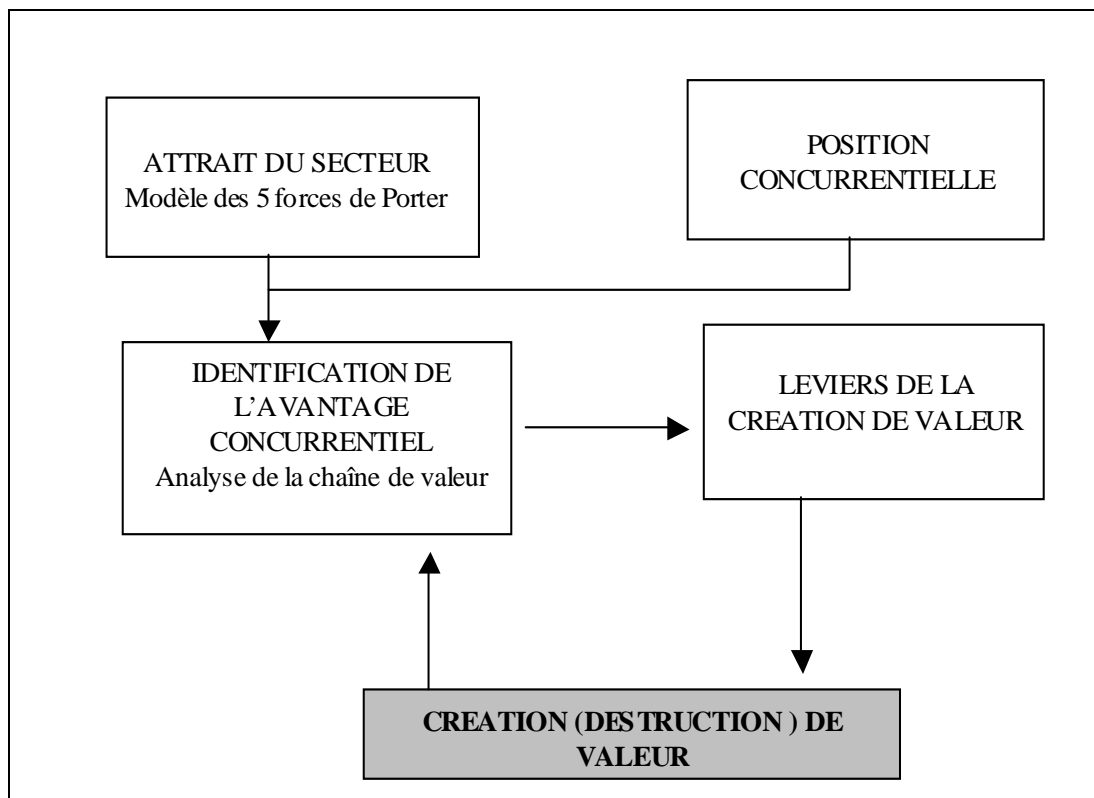 ATTRAIT DU SECTEUR
Modèle des 5 forces de Porter
POSITION
CONCURRENTIELLE
IDENTIFICATION DE
L'AVANTAGE
CONCURRENTIEL
Analyse de la chaîne de valeur
LEVIERS DE LA
CREATION DE VALEUR
CREATION (DESTRUCTION ) DE
VALEUR